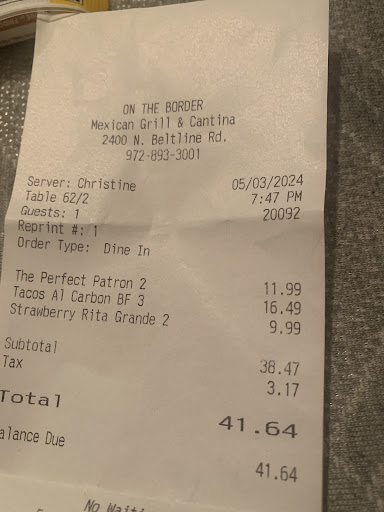 ON THE BORDER
Mexican Grill & Cantina
2400 N. Beltline Rd.
972-893-3001
Server: Christine 05/03/2024
Table 62/2 7:47 PM
Guests: 1 20092
Reprint #: 1
Order Type: Dine In
The Perfect Patron 2 11.99
Tacos Al Carbon BF 3 16.49
Strawberry Rita Grande 2 9.99
Subtotal 38.47
Tax 3.17
Total 41.64
alance Due 41.64
No